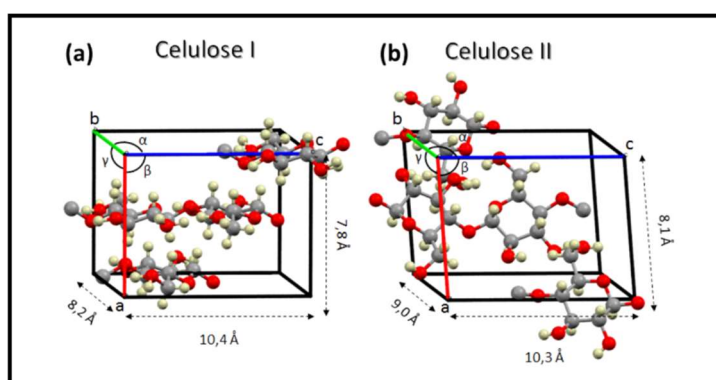 (a) Celulose I
b
α
c
γ
β
a
8,2 Å
10,4 Å
7,8 Å
(b) Celulose II
b
α
c
γ
β
a
9,0 Å
10,3 Å
8,1 Å